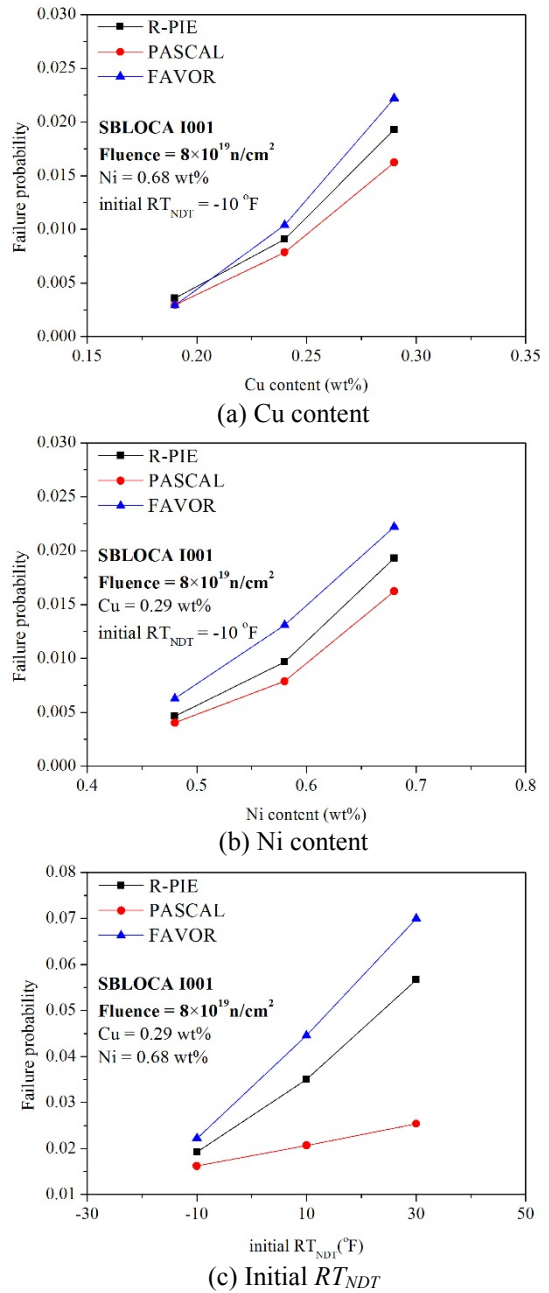 R-PIE
PASCAL
FAVOR
SBLOCA I001
Fluence = 8×10¹⁹n/cm²
Ni = 0.68 wt%
initial RT_NDT = -10 °F
Failure probability
0.030
0.025
0.020
0.015
0.010
0.005
0.000
0.15 0.20 0.25 0.30 0.35
Cu content (wt%)
(a) Cu content
R-PIE
PASCAL
FAVOR
SBLOCA I001
Fluence = 8×10¹⁹n/cm²
Cu = 0.29 wt%
initial RT_NDT = -10 °F
Failure probability
0.030
0.025
0.020
0.015
0.010
0.005
0.000
0.4 0.5 0.6 0.7 0.8
Ni content (wt%)
(b) Ni content
R-PIE
PASCAL
FAVOR
SBLOCA I001
Fluence = 8×10¹⁹n/cm²
Cu = 0.29 wt%
Ni = 0.68 wt%
Failure probability
0.08
0.07
0.06
0.05
0.04
0.03
0.02
0.01
-30 -10 10 30 50
initial RT_NDT(°F)
(c) Initial RT_NDT